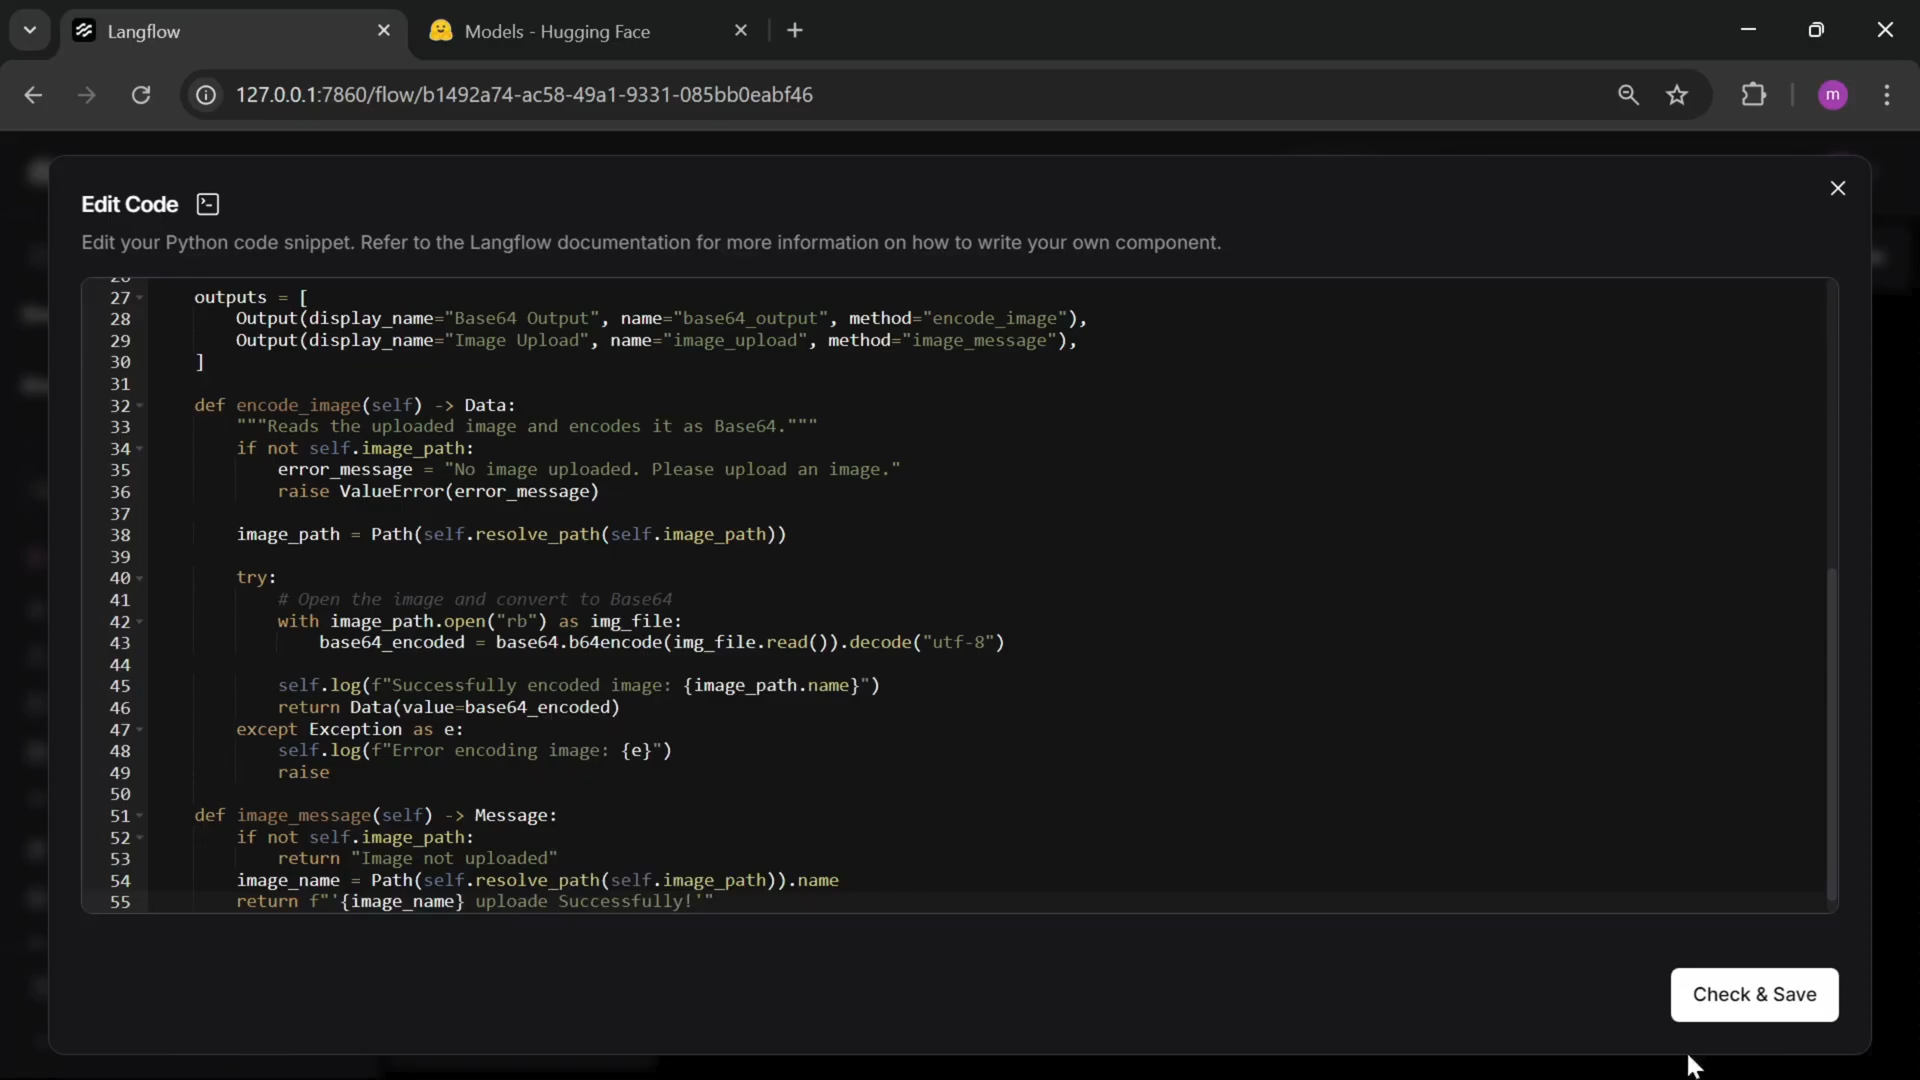 Langflow
Models - Hugging Face
127.0.0.1:7860/flow/b1492a74-ac58-49a1-9331-085bb0eabf46
m
Edit Code
Edit your Python code snippet. Refer to the Langflow documentation for more information on how to write your own component.
26
27 outputs = [
28 Output(display_name="Base64 Output", name="base64_output", method="encode_image"),
29 Output(display_name="Image Upload", name="image_upload", method="image_message"),
30 ]
31
32 def encode_image(self) -> Data:
33 """Reads the uploaded image and encodes it as Base64."""
34 if not self.image_path:
35 error_message = "No image uploaded. Please upload an image."
36 raise ValueError(error_message)
37
38 image_path = Path(self.resolve_path(self.image_path))
39
40 try:
41 # Open the image and convert to Base64
42 with image_path.open("rb") as img_file:
43 base64_encoded = base64.b64encode(img_file.read()).decode("utf-8")
44
45 self.log(f"Successfully encoded image: {image_path.name}")
46 return Data(value=base64_encoded)
47 except Exception as e:
48 self.log(f"Error encoding image: {e}")
49 raise
50
51 def image_message(self) -> Message:
52 if not self.image_path:
53 return "Image not uploaded"
54 image_name = Path(self.resolve_path(self.image_path)).name
55 return f"'{image_name} uploade Successfully!'"
Check & Save